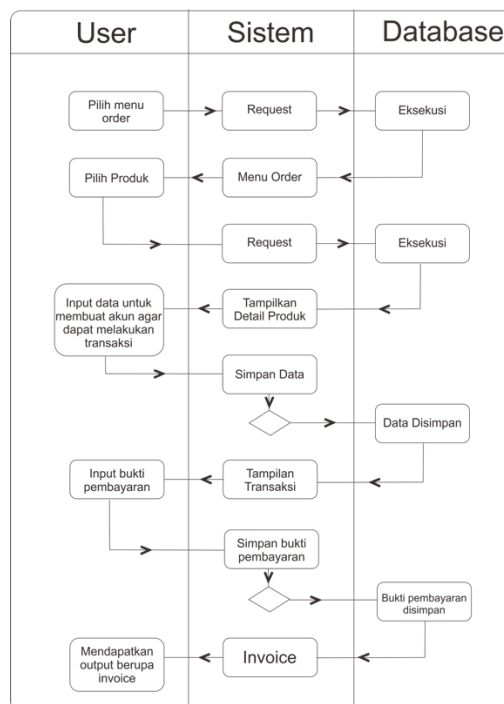 User
Sistem
Database
Pilih menu
order
Request
Eksekusi
Pilih Produk
Menu Order
Request
Eksekusi
Input data untuk
membuat akun agar
dapat melakukan
transaksi
Tampilkan
Detail Produk
Simpan Data
Data Disimpan
Input bukti
pembayaran
Tampilan
Transaksi
Simpan bukti
pembayaran
Bukti pembayaran
disimpan
Mendapatkan
output berupa
invoice
Invoice